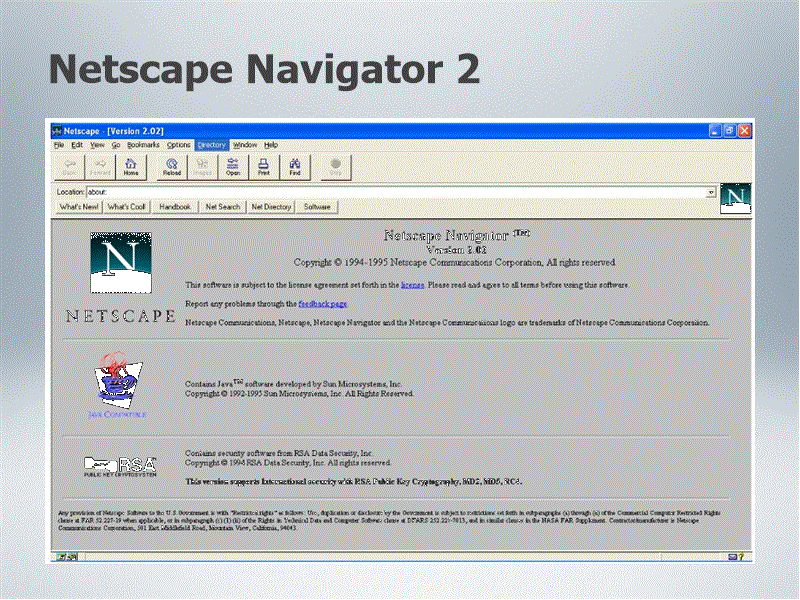 Netscape Navigator 2
Netscape - [Version 2.02]
File Edit View Go Bookmarks Options Directory Window Help
Back Forward Home Reload Images Open Print Find Stop
Location: about:
N
What's New! What's Cool! Handbook Net Search Net Directory Software
Netscape Navigator (TM)
Version 2.02
Copyright © 1994-1995 Netscape Communications Corporation, All rights reserved.
N
NETSCAPE
This software is subject to the license agreement set forth in the license. Please read and agree to all terms before using this software.
Report any problems through the feedback page.
Netscape Communications, Netscape, Netscape Navigator and the Netscape Communications logo are trademarks of Netscape Communications Corporation.
JAVA COMPATIBLE
Contains Java™ software developed by Sun Microsystems, Inc.
Copyright © 1992-1995 Sun Microsystems, Inc. All Rights Reserved.
RSA
PUBLIC KEY CRYPTOSYSTEM
Contains security software from RSA Data Security, Inc.
Copyright © 1994 RSA Data Security, Inc. All rights reserved.
This version supports International security with RSA Public Key Cryptography, MD2, MD5, RC4.
Any provision of Netscape Software to the U.S. Government is with "Restricted rights" as follows: Use, duplication or disclosure by the Government is subject to restrictions set forth in subparagraphs (a) through (d) of the Commercial Computer Restricted Rights
clause at FAR 52.227-19 when applicable, or in subparagraph (c)(1)(ii) of the Rights in Technical Data and Computer Software clause at DFARS 252.227-7013, and in similar clauses in the NASA FAR Supplement. Contractor/manufacturer is Netscape
Communications Corporation, 501 East Middlefield Road, Mountain View, California, 94043.